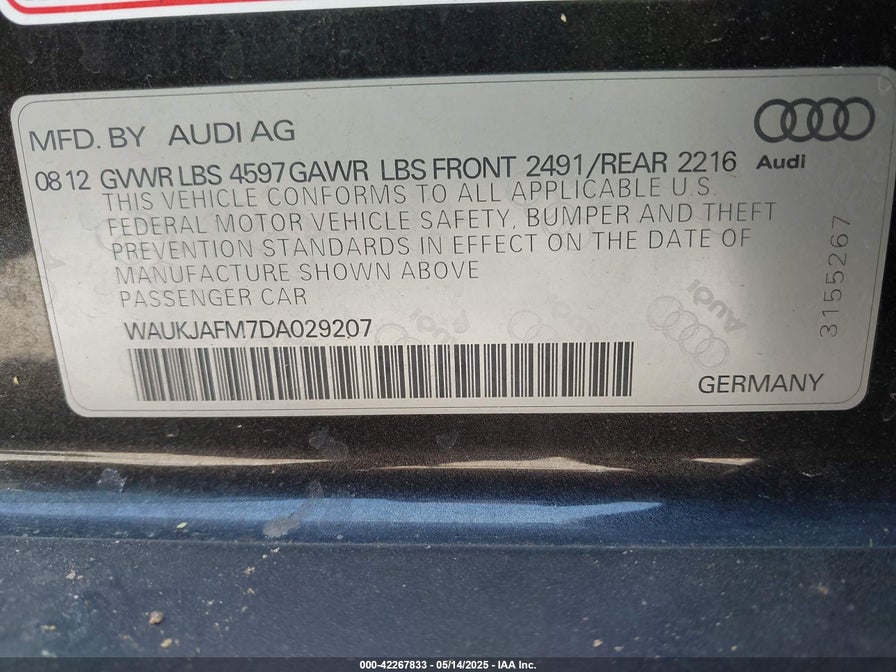 MFD. BY AUDI AG
0812 GVWR LBS 4597 GAWR LBS FRONT 2491/REAR 2216
Audi
THIS VEHICLE CONFORMS TO ALL APPLICABLE U.S.
FEDERAL MOTOR VEHICLE SAFETY, BUMPER AND THEFT
PREVENTION STANDARDS IN EFFECT ON THE DATE OF
MANUFACTURE SHOWN ABOVE
PASSENGER CAR
WAUKJAFM7DA029207
3155267
Audi
Audi
GERMANY
000-42267833 - 05/14/2025 - IAA Inc.